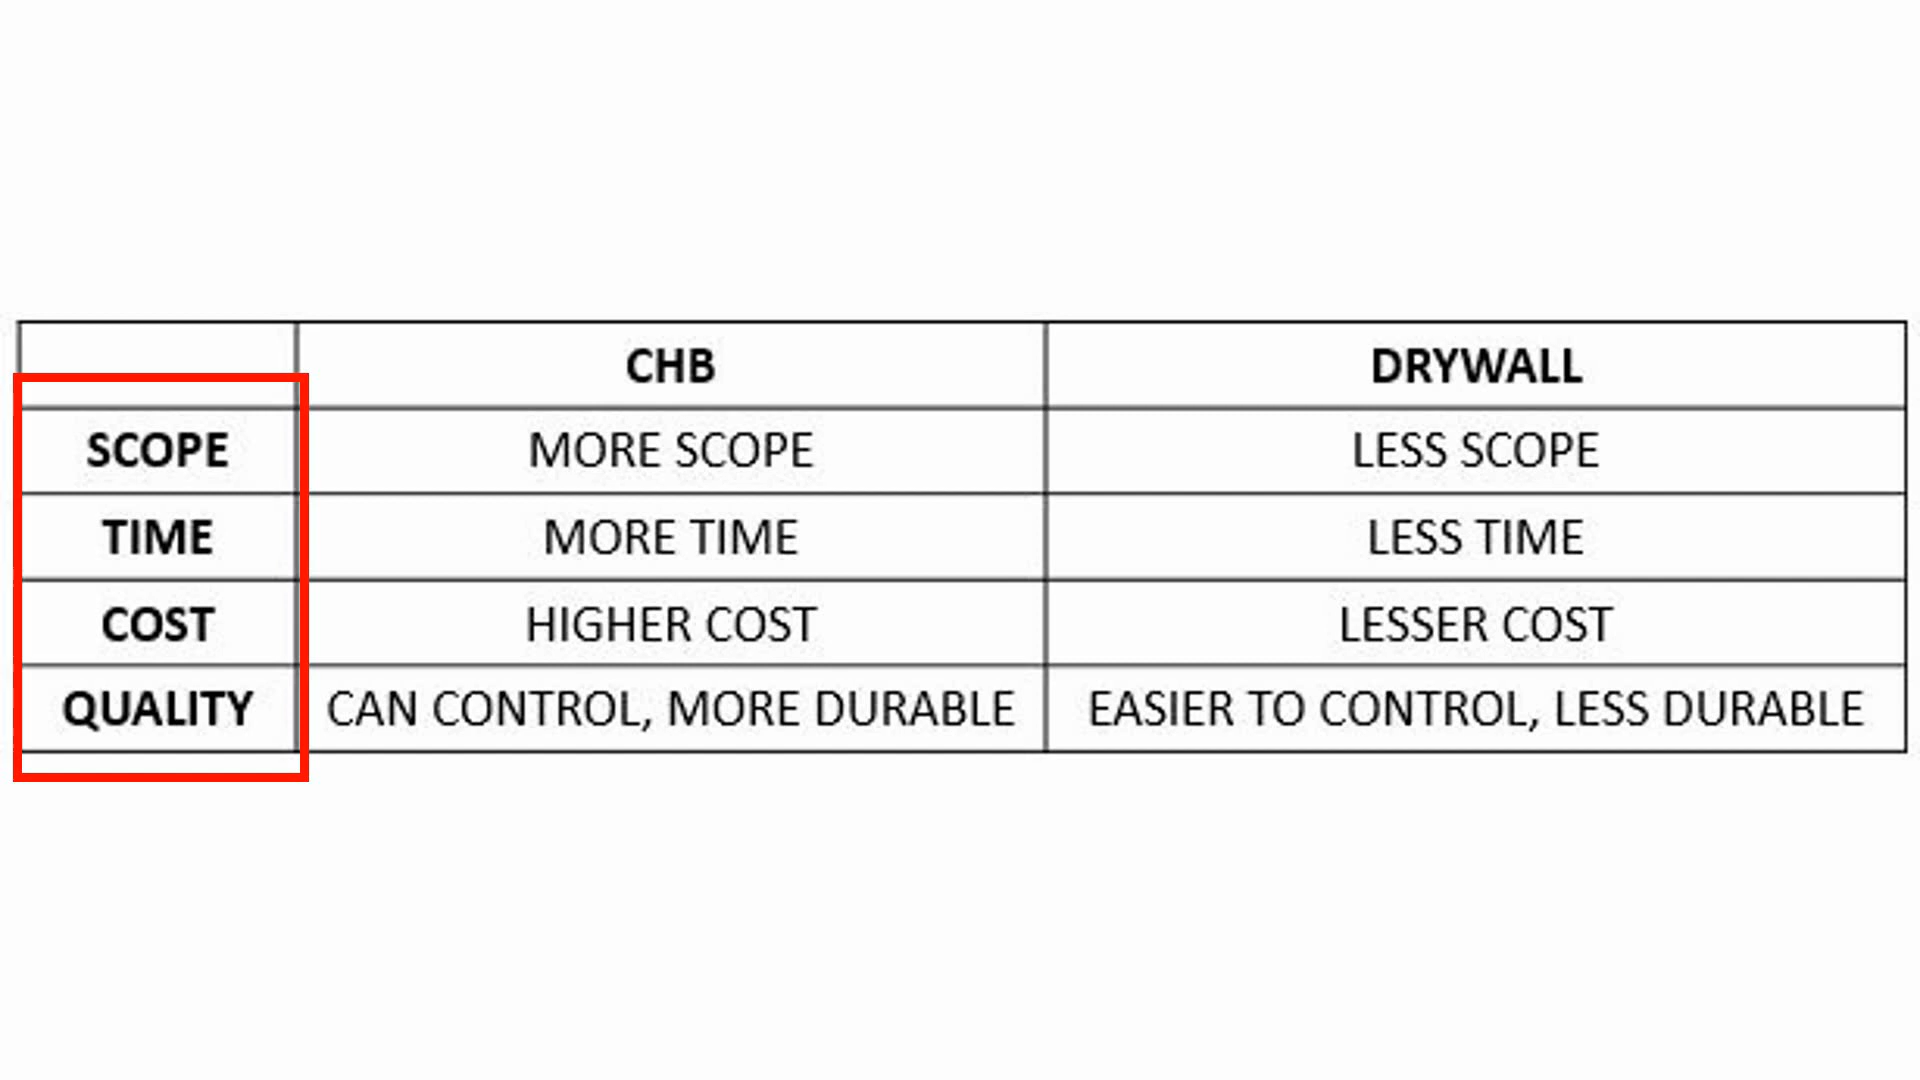 CHB DRYWALL
SCOPE MORE SCOPE LESS SCOPE
TIME MORE TIME LESS TIME
COST HIGHER COST LESSER COST
QUALITY CAN CONTROL, MORE DURABLE EASIER TO CONTROL, LESS DURABLE